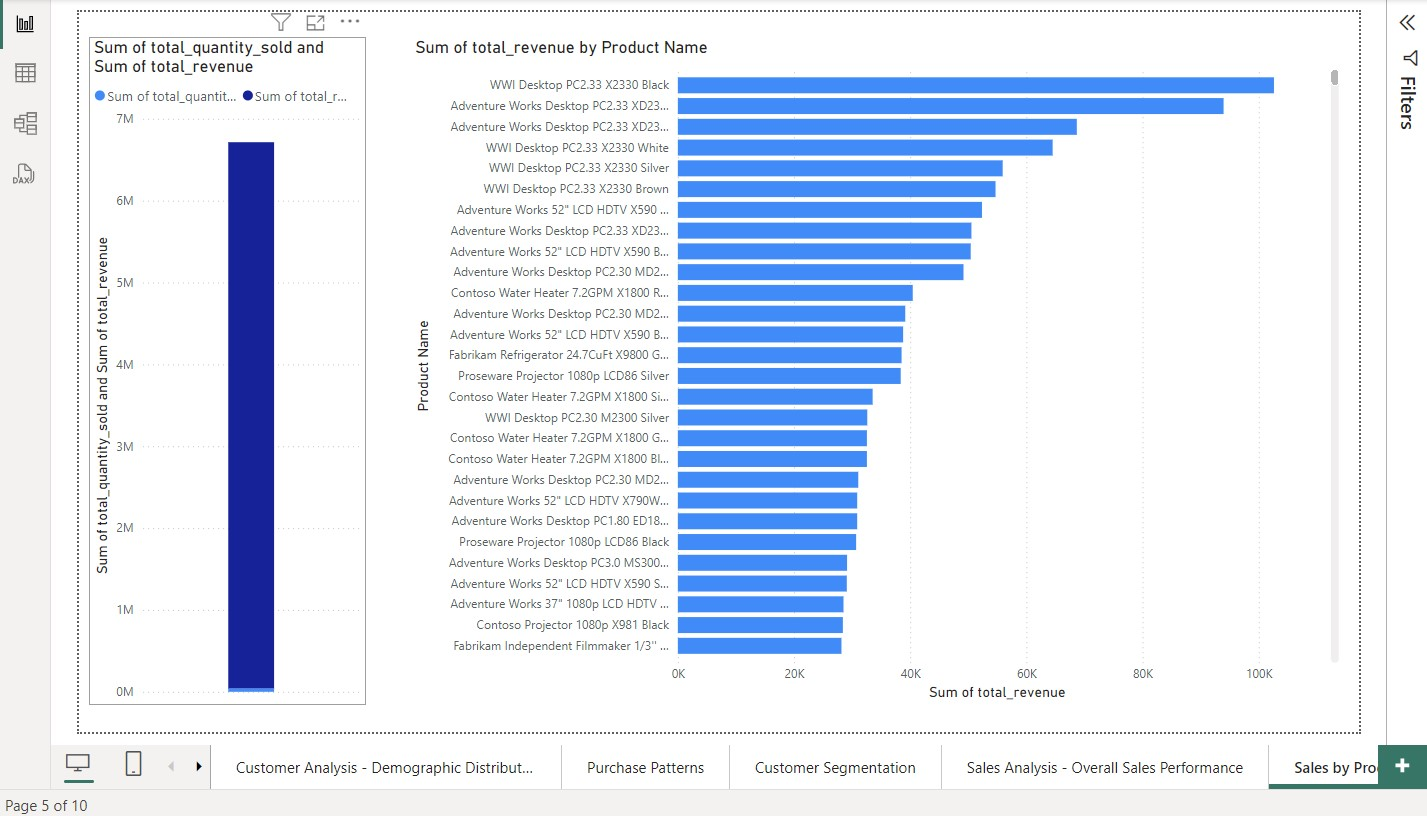 Sum of total_quantity_sold and
Sum of total_revenue
Sum of total_quantit... Sum of total_r...
7M
6M
5M
4M
3M
2M
1M
0M
Sum of total_quantity_sold and Sum of total_revenue
Sum of total_revenue by Product Name
Product Name
WWI Desktop PC2.33 X2330 Black
Adventure Works Desktop PC2.33 XD23...
Adventure Works Desktop PC2.33 XD23...
WWI Desktop PC2.33 X2330 White
WWI Desktop PC2.33 X2330 Silver
WWI Desktop PC2.33 X2330 Brown
Adventure Works 52" LCD HDTV X590 ...
Adventure Works Desktop PC2.33 XD23...
Adventure Works 52" LCD HDTV X590 B...
Adventure Works Desktop PC2.30 MD2...
Contoso Water Heater 7.2GPM X1800 R...
Adventure Works Desktop PC2.30 MD2...
Adventure Works 52" LCD HDTV X590 B...
Fabrikam Refrigerator 24.7CuFt X9800 G...
Proseware Projector 1080p LCD86 Silver
Contoso Water Heater 7.2GPM X1800 Si...
WWI Desktop PC2.30 M2300 Silver
Contoso Water Heater 7.2GPM X1800 G...
Contoso Water Heater 7.2GPM X1800 Bl...
Adventure Works Desktop PC2.30 MD2...
Adventure Works 52" LCD HDTV X790W...
Adventure Works Desktop PC1.80 ED18...
Proseware Projector 1080p LCD86 Black
Adventure Works Desktop PC3.0 MS300...
Adventure Works 52" LCD HDTV X590 S...
Adventure Works 37" 1080p LCD HDTV ...
Contoso Projector 1080p X981 Black
Fabrikam Independent Filmmaker 1/3'' ...
0K 20K 40K 60K 80K 100K
Sum of total_revenue
Filters
DAX
Customer Analysis - Demographic Distribut... Purchase Patterns Customer Segmentation Sales Analysis - Overall Sales Performance Sales by Pro
Page 5 of 10